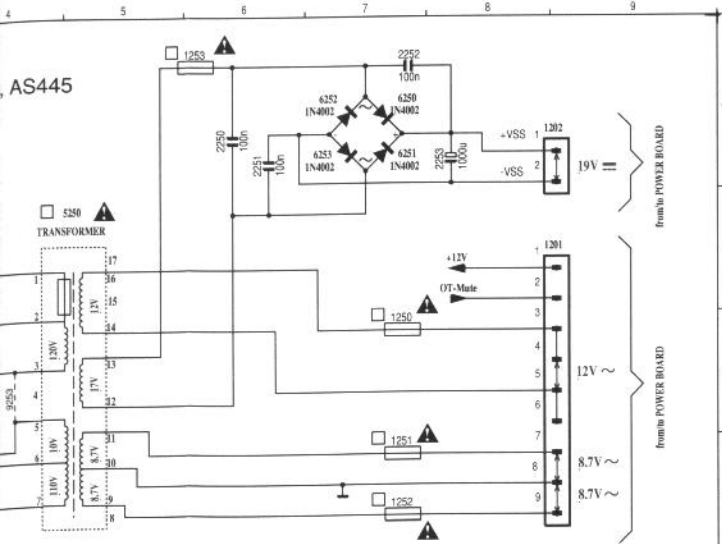 4 5 6 7 8 9
, AS445
1253
2252
100n
6252
1N4002
6250
1N4002
2250
100n
2251
100n
6253
1N4002
6251
1N4002
2253
1000u
+VSS 1
-VSS 2
1202
19V
from/to POWER BOARD
5250
TRANSFORMER
17
16
15
14
13
12
11
10
9
8
1
2
3
4
5
6
7
120V
10V
110V
12V
17V
8.7V
8.7V
9253
+12V
OT-Mute
1250
1251
1252
1201
1
2
3
4
5
6
7
8
9
12V ~
8.7V ~
8.7V ~
from/to POWER BOARD